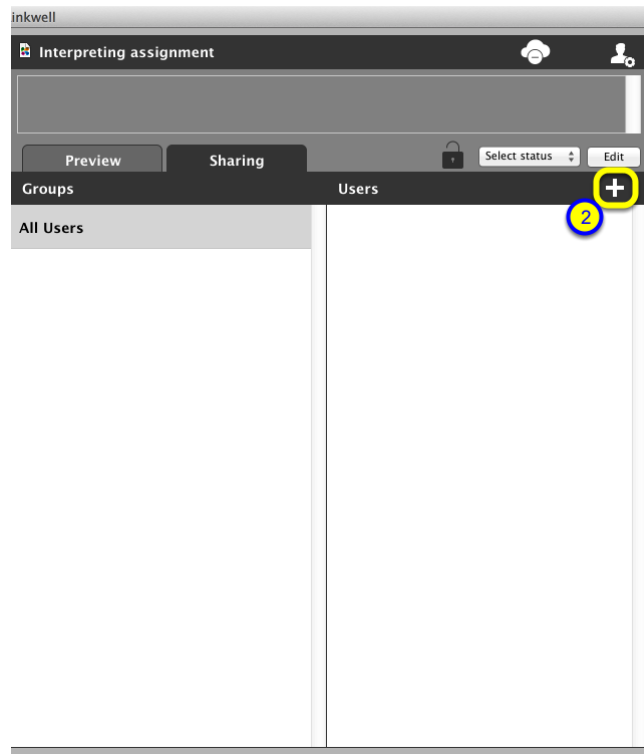 inkwell
Interpreting assignment
Preview Sharing Select status Edit
Groups Users
2
All Users